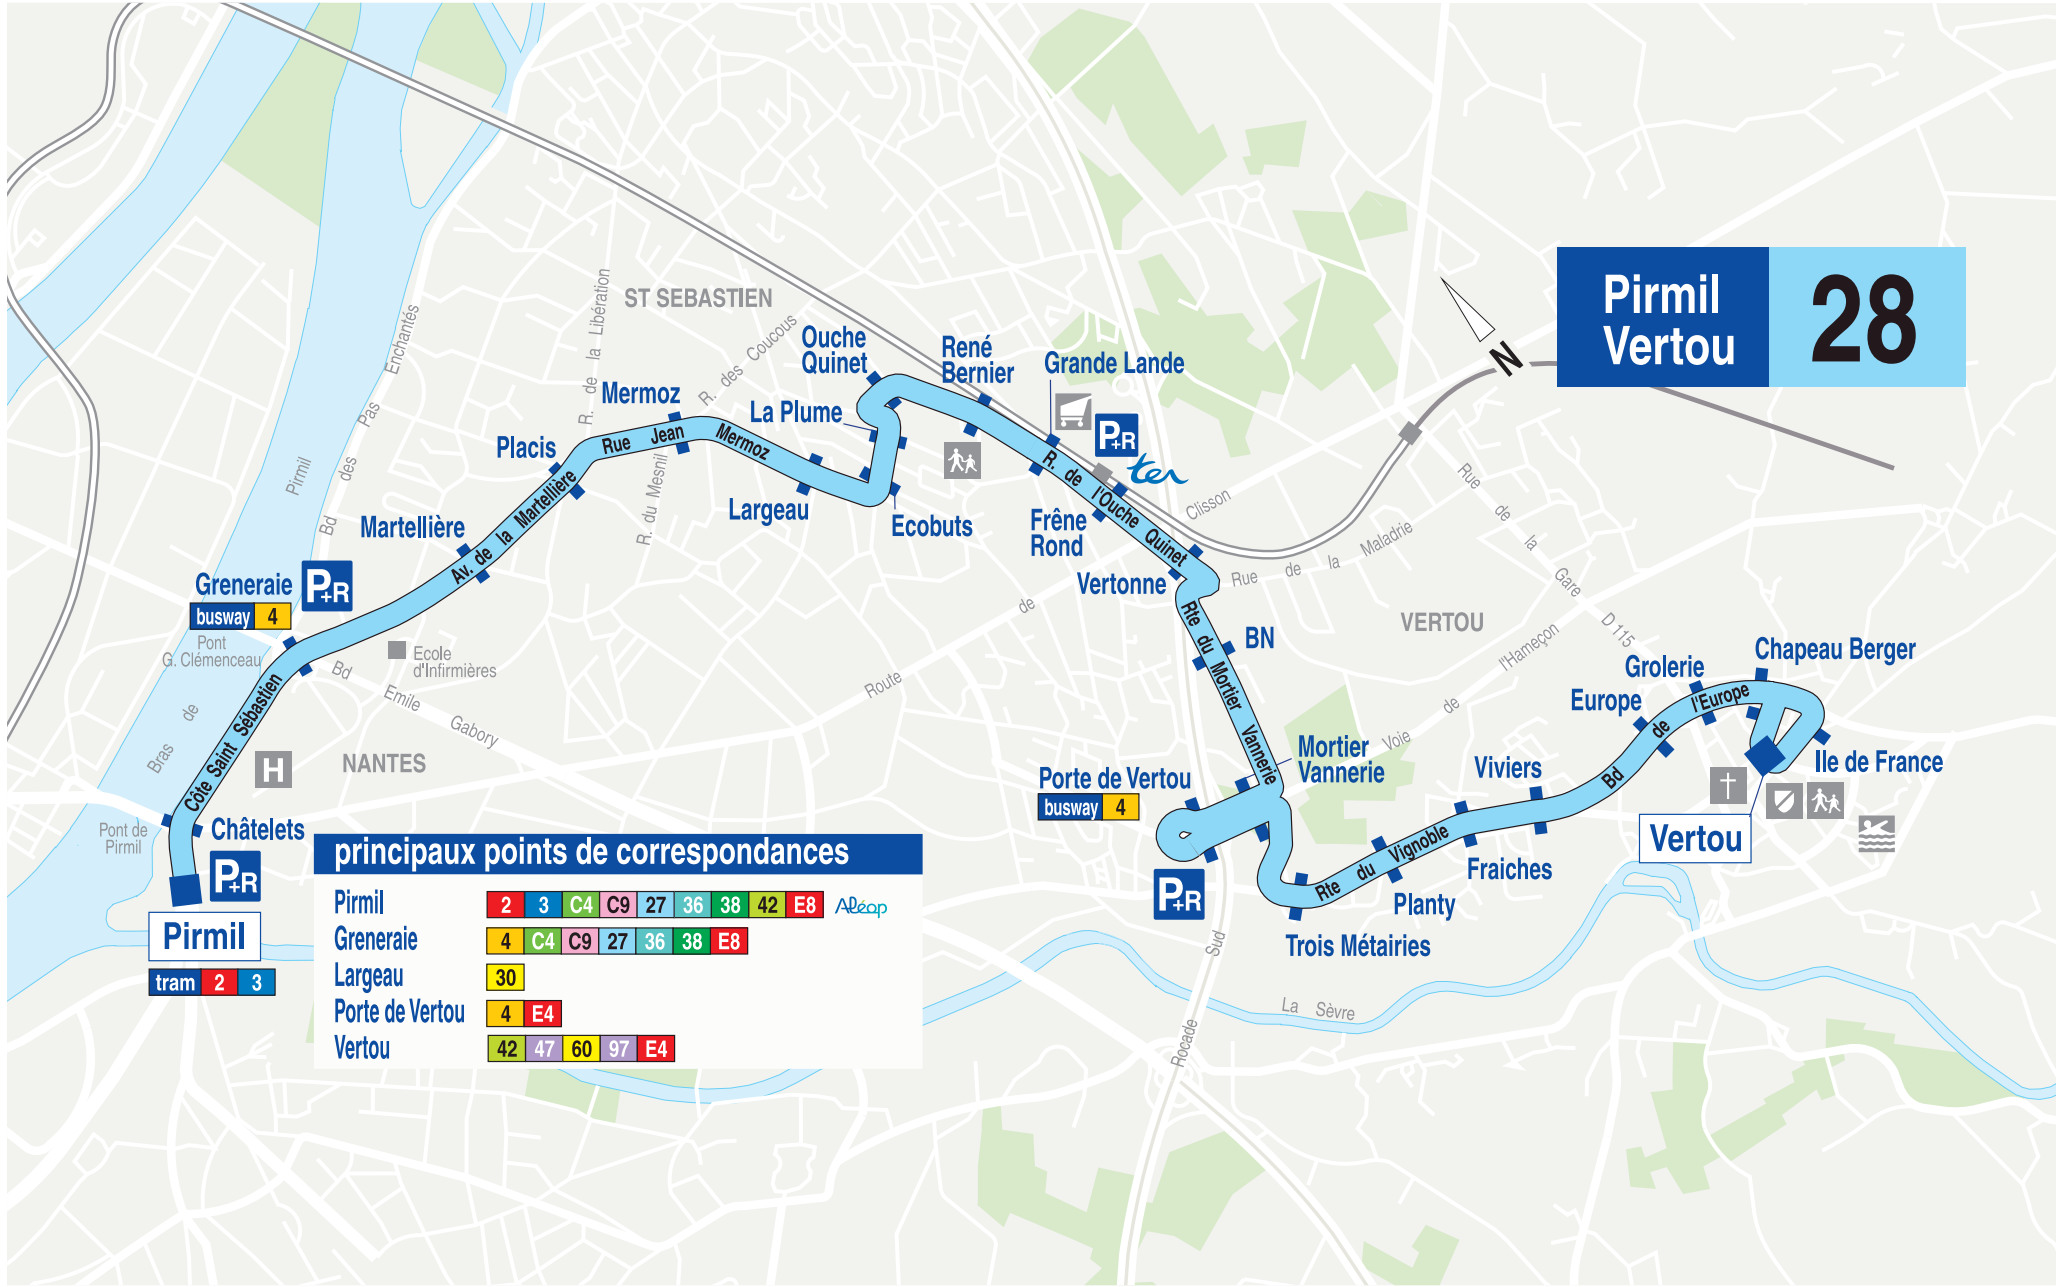 Pirmil
Vertou
28
N
ST SEBASTIEN
R. de la Libération
R. des Coucous
Bd des Pas Enchantés
Bras de Pirmil
R. du Mesnil
Ouche
Quinet
René
Bernier
Grande Lande
P+R
ter
La Plume
Mermoz
Placis
Rue Jean Mermoz
Largeau
Ecobuts
Martellière
Av. de la Martellière
Frêne
Rond
R. de l'Ouche Quinet
Vertonne
Greneraie
P+R
busway 4
Pont
G. Clémenceau
Ecole
d'Infirmières
Bd Emile Gabory
Côte Saint Sébastien
H
NANTES
Route de Clisson
Rue de la Maladrie
Rue de la Gare
D 115
VERTOU
Voie de l'Hameçon
BN
Rte du Mortier Vannerie
Mortier
Vannerie
Porte de Vertou
busway 4
P+R
Trois Métairies
Rte du Vignoble
Planty
Fraiches
Viviers
Bd de l'Europe
Europe
Grolerie
Chapeau Berger
Ile de France
Vertou
Pont de
Pirmil
Châtelets
P+R
Pirmil
tram 2 3
Rocade Sud
La Sèvre
principaux points de correspondances
Pirmil 2 3 C4 C9 27 36 38 42 E8 Aléop
Greneraie 4 C4 C9 27 36 38 E8
Largeau 30
Porte de Vertou 4 E4
Vertou 42 47 60 97 E4